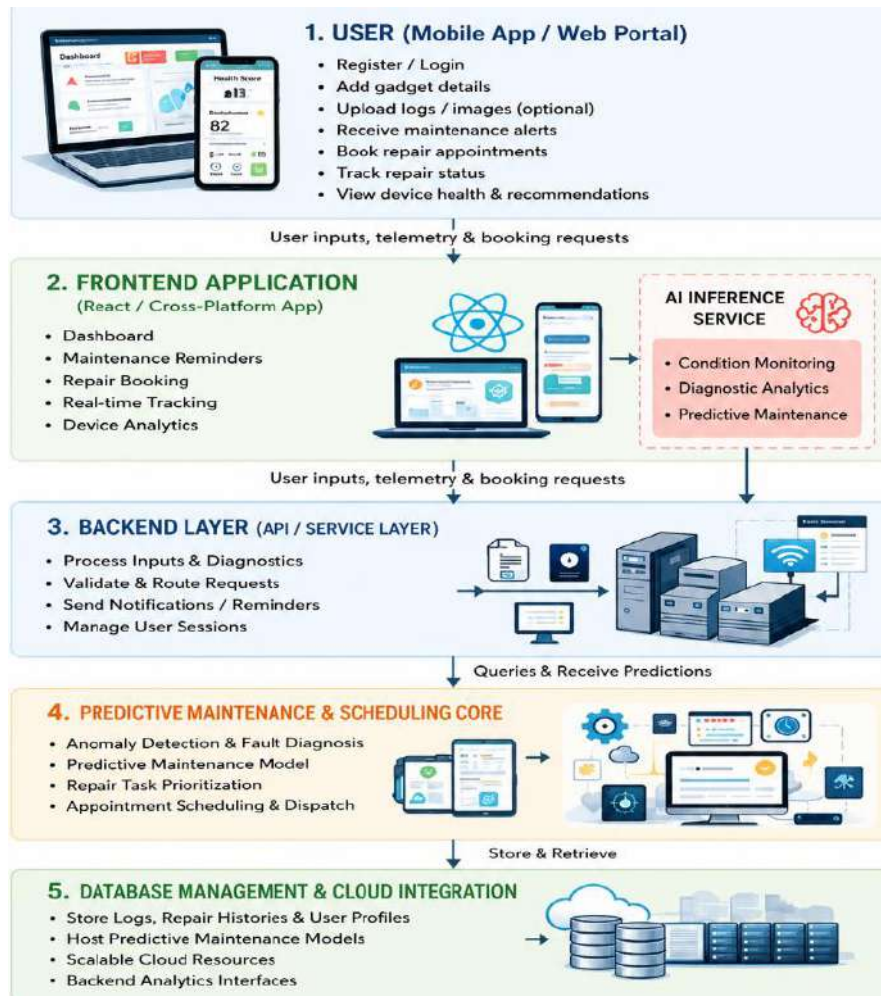 1. USER (Mobile App / Web Portal)
• Register / Login
• Add gadget details
• Upload logs / images (optional)
• Receive maintenance alerts
• Book repair appointments
• Track repair status
• View device health & recommendations
Dashboard
Health Score
82
User inputs, telemetry & booking requests
2. FRONTEND APPLICATION
(React / Cross-Platform App)
• Dashboard
• Maintenance Reminders
• Repair Booking
• Real-time Tracking
• Device Analytics
AI INFERENCE
SERVICE
• Condition Monitoring
• Diagnostic Analytics
• Predictive Maintenance
User inputs, telemetry & booking requests
3. BACKEND LAYER (API / SERVICE LAYER)
• Process Inputs & Diagnostics
• Validate & Route Requests
• Send Notifications / Reminders
• Manage User Sessions
Queries & Receive Predictions
4. PREDICTIVE MAINTENANCE & SCHEDULING CORE
• Anomaly Detection & Fault Diagnosis
• Predictive Maintenance Model
• Repair Task Prioritization
• Appointment Scheduling & Dispatch
Store & Retrieve
5. DATABASE MANAGEMENT & CLOUD INTEGRATION
• Store Logs, Repair Histories & User Profiles
• Host Predictive Maintenance Models
• Scalable Cloud Resources
• Backend Analytics Interfaces